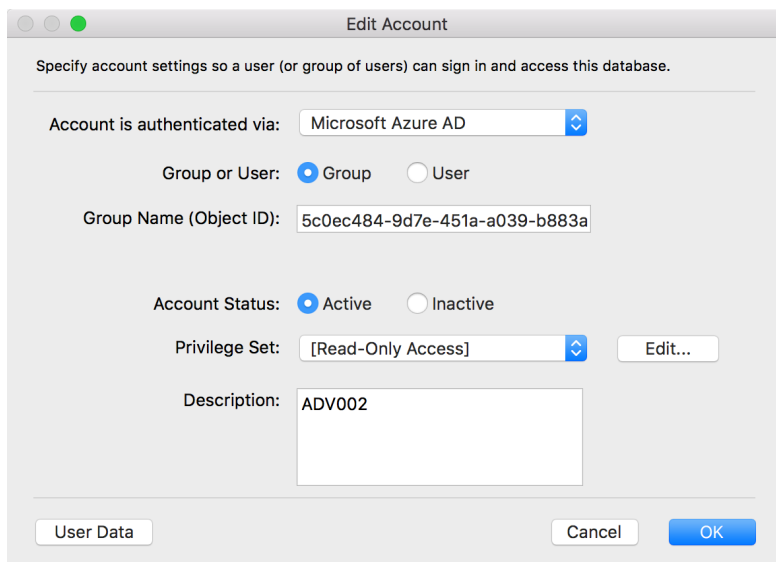 Edit Account
Specify account settings so a user (or group of users) can sign in and access this database.
Account is authenticated via: Microsoft Azure AD
Group or User: Group User
Group Name (Object ID): 5c0ec484-9d7e-451a-a039-b883a
Account Status: Active Inactive
Privilege Set: [Read-Only Access] Edit...
Description: ADV002
User Data Cancel OK